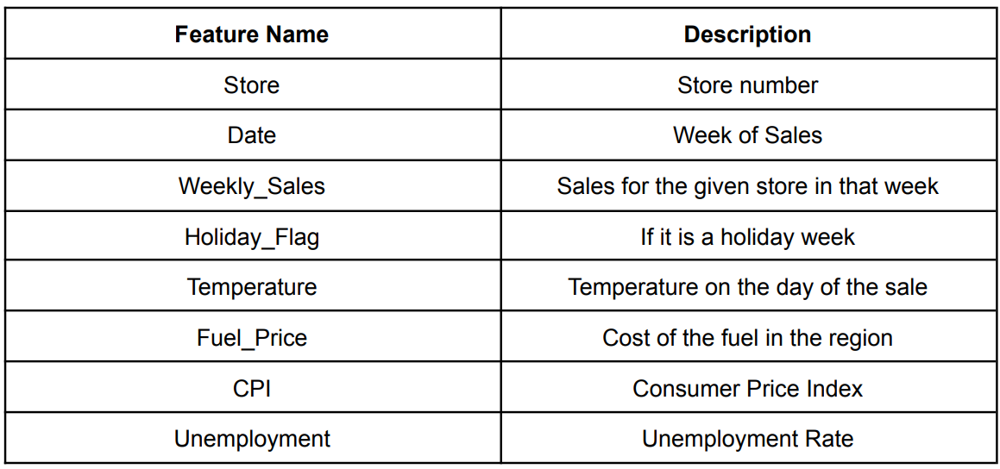 Feature Name Description
Store Store number
Date Week of Sales
Weekly_Sales Sales for the given store in that week
Holiday_Flag If it is a holiday week
Temperature Temperature on the day of the sale
Fuel_Price Cost of the fuel in the region
CPI Consumer Price Index
Unemployment Unemployment Rate